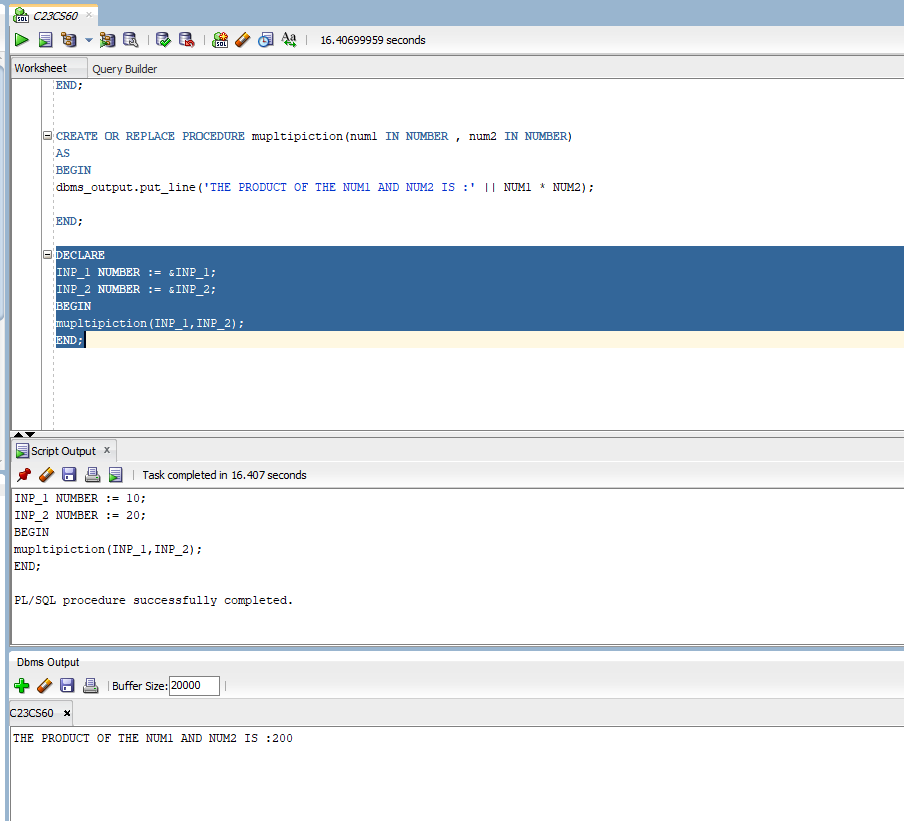 C23CS60
16.40699959 seconds
Worksheet Query Builder
END;
CREATE OR REPLACE PROCEDURE mupltipiction(num1 IN NUMBER , num2 IN NUMBER)
AS
BEGIN
dbms_output.put_line('THE PRODUCT OF THE NUM1 AND NUM2 IS :' || NUM1 * NUM2);
END;
DECLARE
INP_1 NUMBER := &INP_1;
INP_2 NUMBER := &INP_2;
BEGIN
mupltipiction(INP_1,INP_2);
END;
Script Output x
Task completed in 16.407 seconds
INP_1 NUMBER := 10;
INP_2 NUMBER := 20;
BEGIN
mupltipiction(INP_1,INP_2);
END;
PL/SQL procedure successfully completed.
Dbms Output
Buffer Size: 20000
C23CS60 x
THE PRODUCT OF THE NUM1 AND NUM2 IS :200